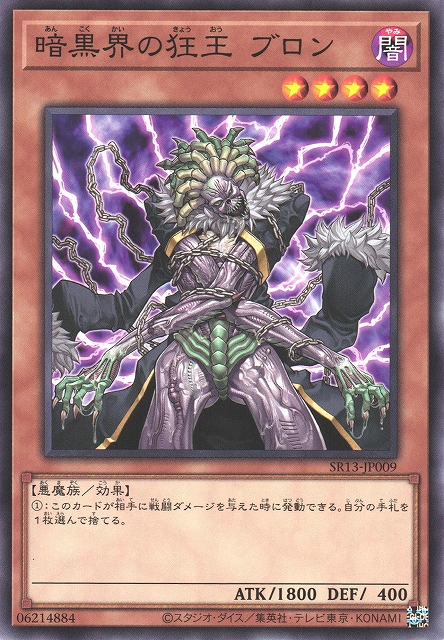 暗黒界の狂王 ブロン
闇
SR13-JP009
【悪魔族／効果】
①：このカードが相手に戦闘ダメージを与えた時に発動できる。自分の手札を
１枚選んで捨てる。
ATK/1800 DEF/ 400
06214884 ©スタジオ・ダイス／集英社・テレビ東京・KONAMI